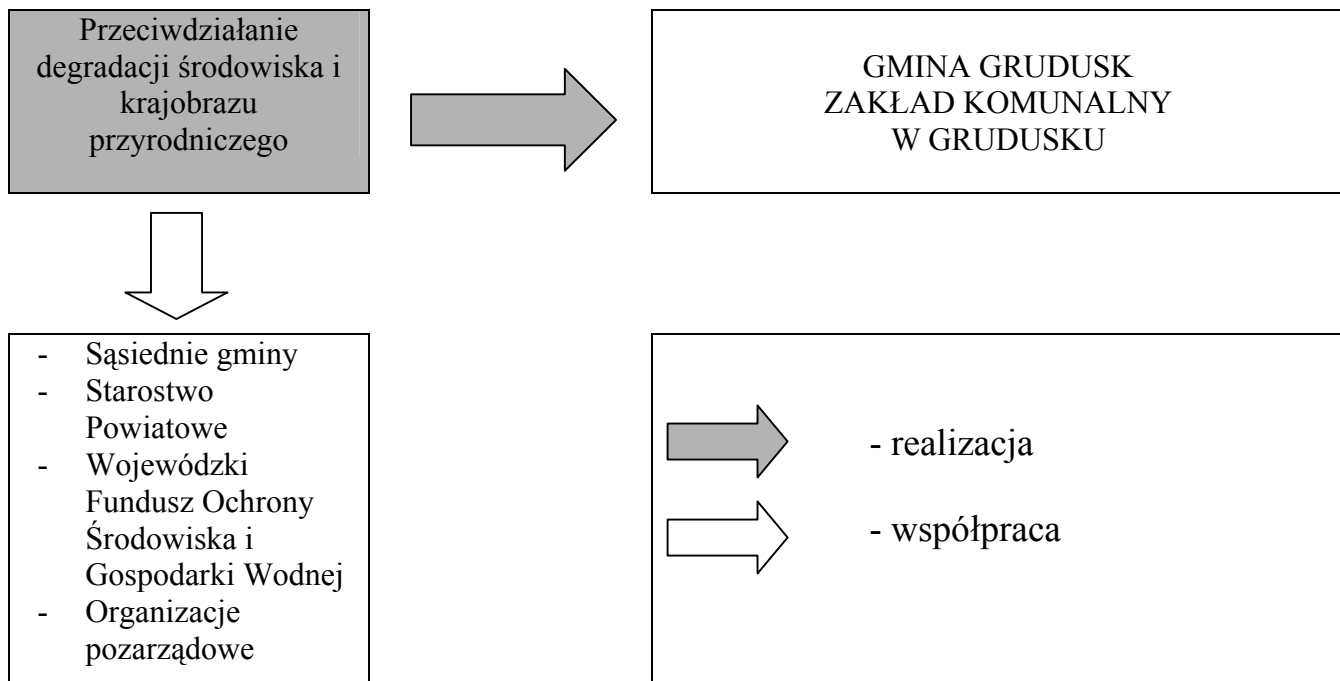 Przeciwdziałanie
degradacji środowiska i
krajobrazu
przyrodniczego
GMINA GRUDUSK
ZAKŁAD KOMUNALNY
W GRUDUSKU
- Sąsiednie gminy
- Starostwo
Powiatowe
- Wojewódzki
Fundusz Ochrony
Środowiska i
Gospodarki Wodnej
- Organizacje
pozarządowe
- realizacja
- współpraca